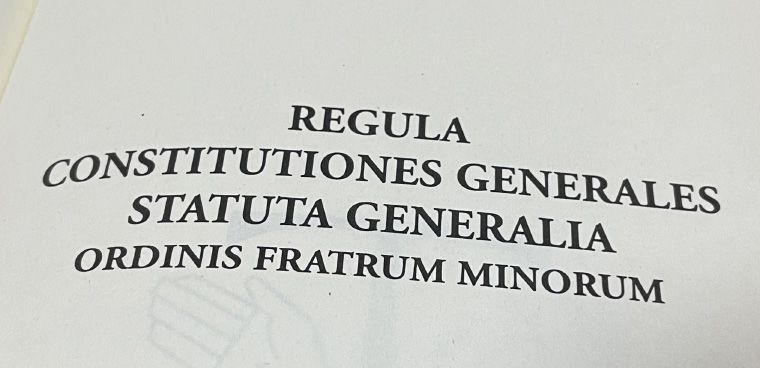 REGULA
CONSTITUTIONES GENERALES
STATUTA GENERALIA
ORDINIS FRATRUM MINORUM